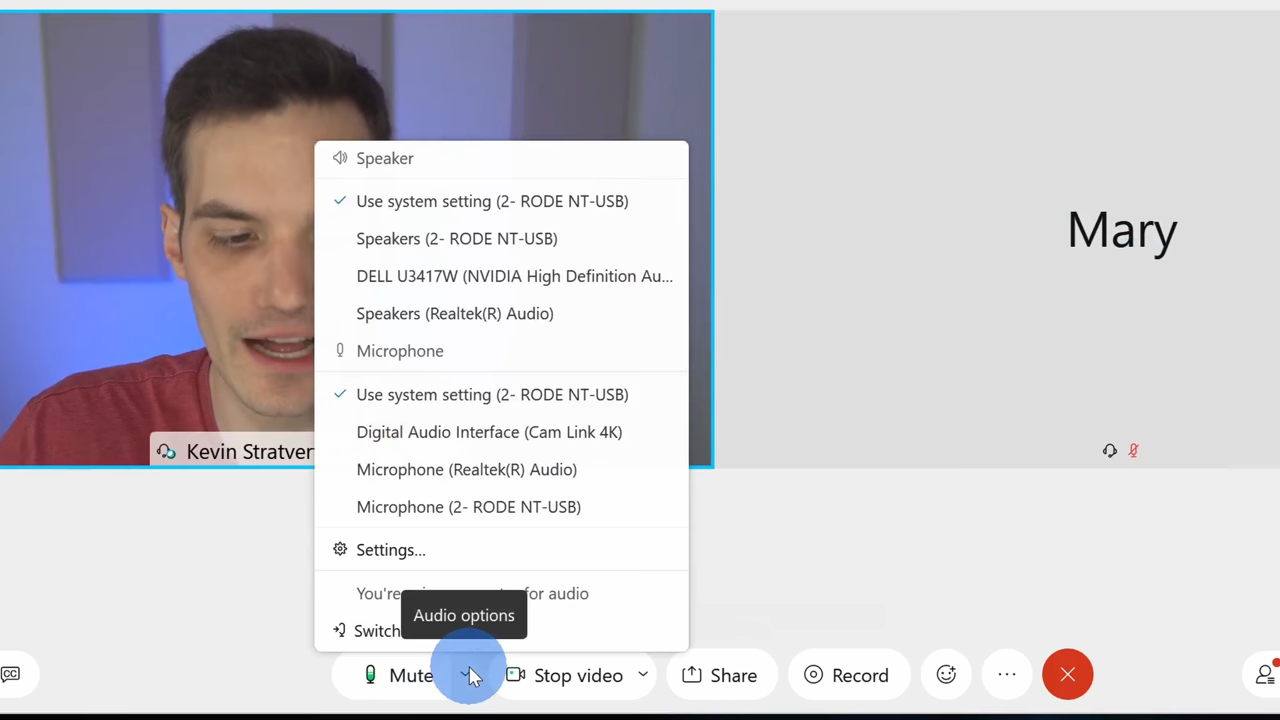 Speaker
Use system setting (2- RODE NT-USB)
Speakers (2- RODE NT-USB)
DELL U3417W (NVIDIA High Definition Au...
Speakers (Realtek(R) Audio)
Microphone
Use system setting (2- RODE NT-USB)
Digital Audio Interface (Cam Link 4K)
Microphone (Realtek(R) Audio)
Microphone (2- RODE NT-USB)
Settings...
You're for audio
Audio options
Switch
Mary
Kevin Stratver
CC
Mute
Stop video
Share
Record